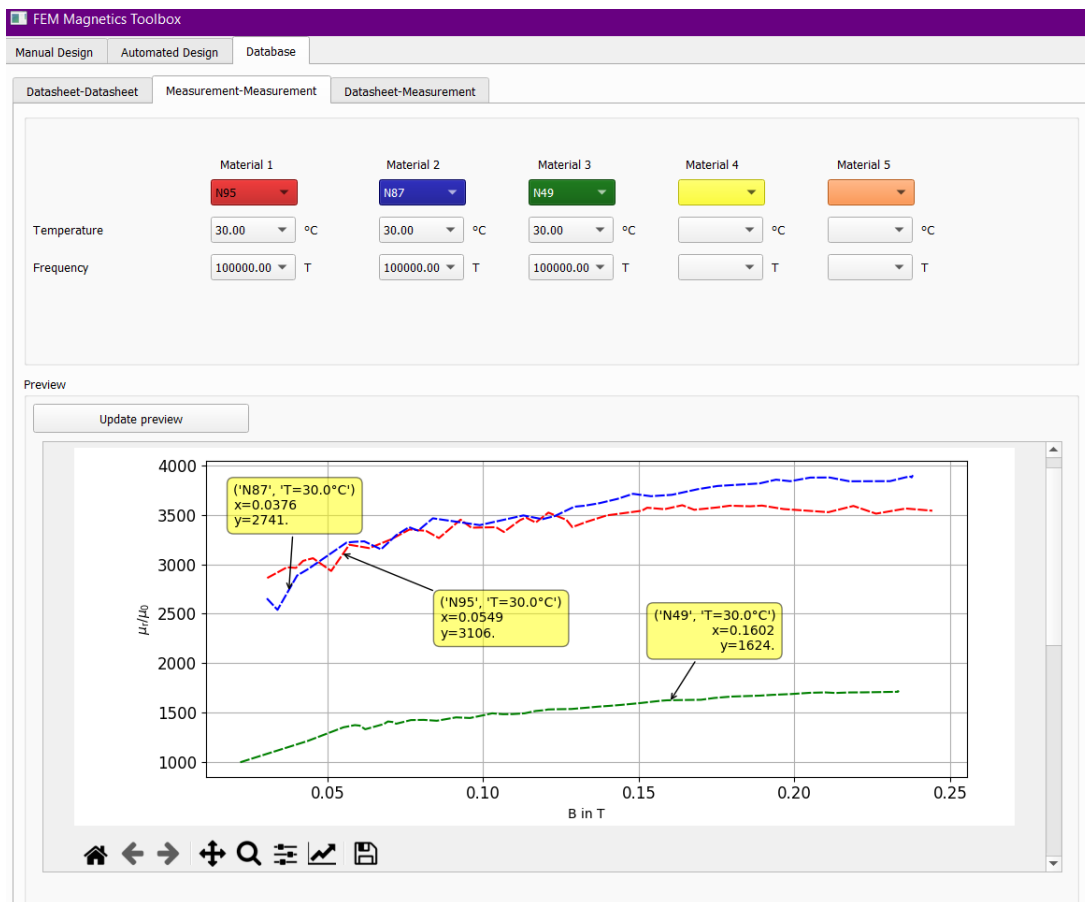 FEM Magnetics Toolbox
Manual Design Automated Design Database
Datasheet-Datasheet Measurement-Measurement Datasheet-Measurement
Material 1 Material 2 Material 3 Material 4 Material 5
N95 N87 N49
Temperature 30.00 °C 30.00 °C 30.00 °C °C °C
Frequency 100000.00 T 100000.00 T 100000.00 T T T
Preview
Update preview
4000
('N87', 'T=30.0°C')
x=0.0376
y=2741.
3500
3000
2500
('N95', 'T=30.0°C')
x=0.0549
y=3106.
('N49', 'T=30.0°C')
x=0.1602
y=1624.
μr/μ0
2000
1500
1000
0.05 0.10 0.15 0.20 0.25
B in T